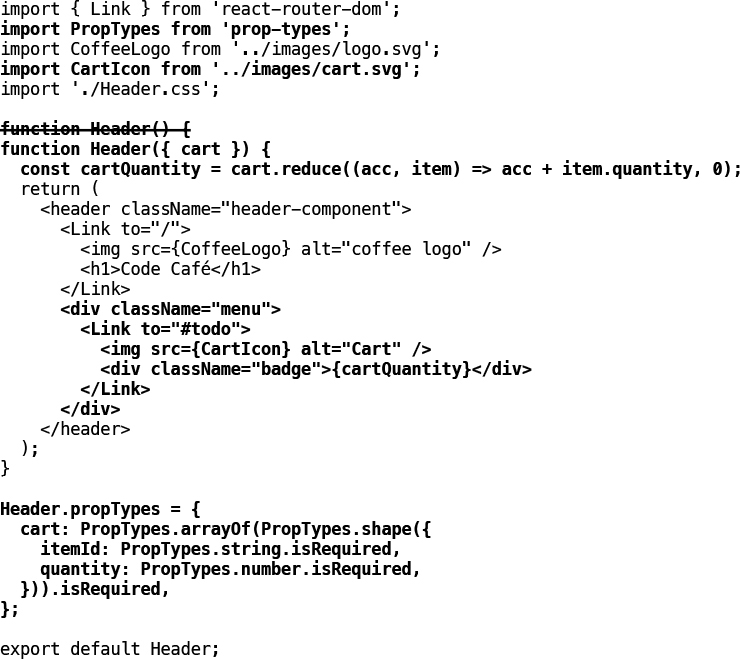 import { Link } from 'react-router-dom';
import PropTypes from 'prop-types';
import CoffeeLogo from '../images/logo.svg';
import CartIcon from '../images/cart.svg';
import './Header.css';

function Header() {
function Header({ cart }) {
  const cartQuantity = cart.reduce((acc, item) => acc + item.quantity, 0);
  return (
    <header className="header-component">
      <Link to="/">
        <img src={CoffeeLogo} alt="coffee logo" />
        <h1>Code Café</h1>
      </Link>
      <div className="menu">
        <Link to="#todo">
          <img src={CartIcon} alt="Cart" />
          <div className="badge">{cartQuantity}</div>
        </Link>
      </div>
    </header>
  );
}

Header.propTypes = {
  cart: PropTypes.arrayOf(PropTypes.shape({
    itemId: PropTypes.string.isRequired,
    quantity: PropTypes.number.isRequired,
  })).isRequired,
};

export default Header;